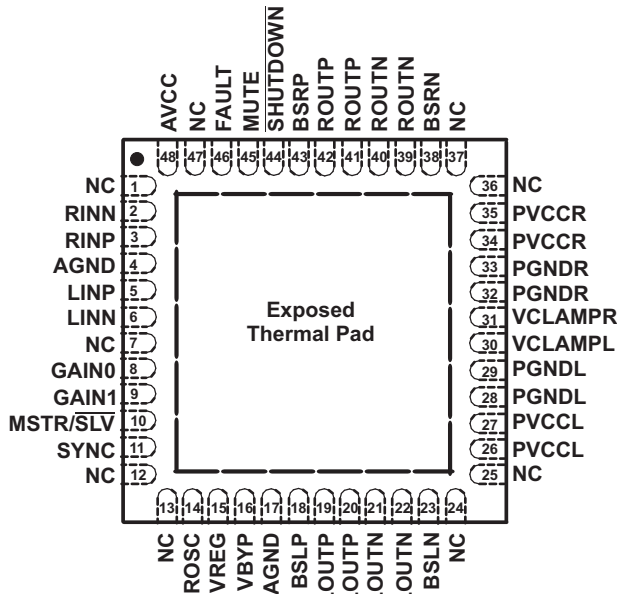 AVCC
NC
FAULT
MUTE
SHUTDOWN
BSRP
ROUTP
ROUTP
ROUTN
ROUTN
BSRN
NC
48 47 46 45 44 43 42 41 40 39 38 37
NC 1
RINN 2
RINP 3
AGND 4
LINP 5
LINN 6
NC 7
GAIN0 8
GAIN1 9
MSTR/SLV 10
SYNC 11
NC 12
Exposed
Thermal Pad
36 NC
35 PVCCR
34 PVCCR
33 PGNDR
32 PGNDR
31 VCLAMPR
30 VCLAMPL
29 PGNDL
28 PGNDL
27 PVCCL
26 PVCCL
25 NC
13 14 15 16 17 18 19 20 21 22 23 24
NC
ROSC
VREG
VBYP
AGND
BSLP
OUTP
OUTP
OUTN
OUTN
BSLN
NC